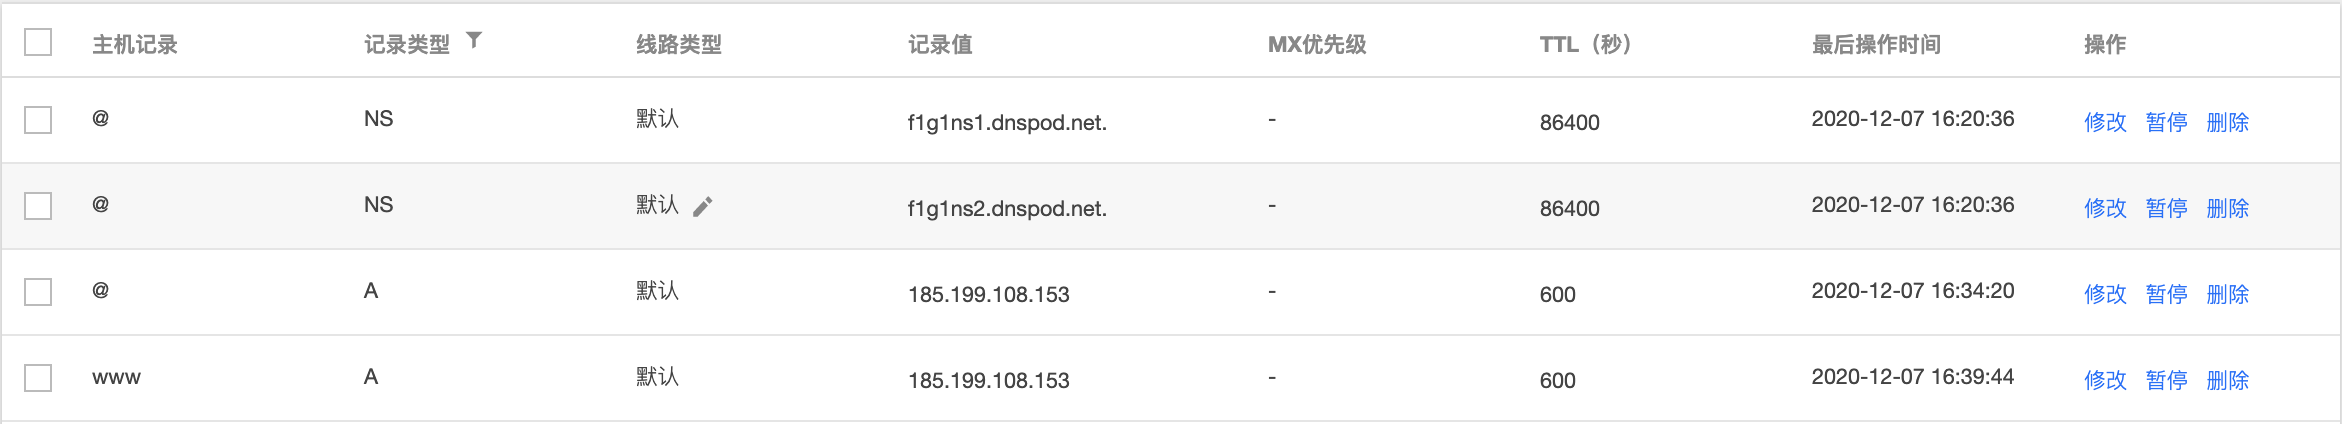 主机记录 记录类型 线路类型 记录值 MX优先级 TTL（秒） 最后操作时间 操作
@ NS 默认 f1g1ns1.dnspod.net. - 86400 2020-12-07 16:20:36 修改 暂停 删除
@ NS 默认 f1g1ns2.dnspod.net. - 86400 2020-12-07 16:20:36 修改 暂停 删除
@ A 默认 185.199.108.153 - 600 2020-12-07 16:34:20 修改 暂停 删除
www A 默认 185.199.108.153 - 600 2020-12-07 16:39:44 修改 暂停 删除